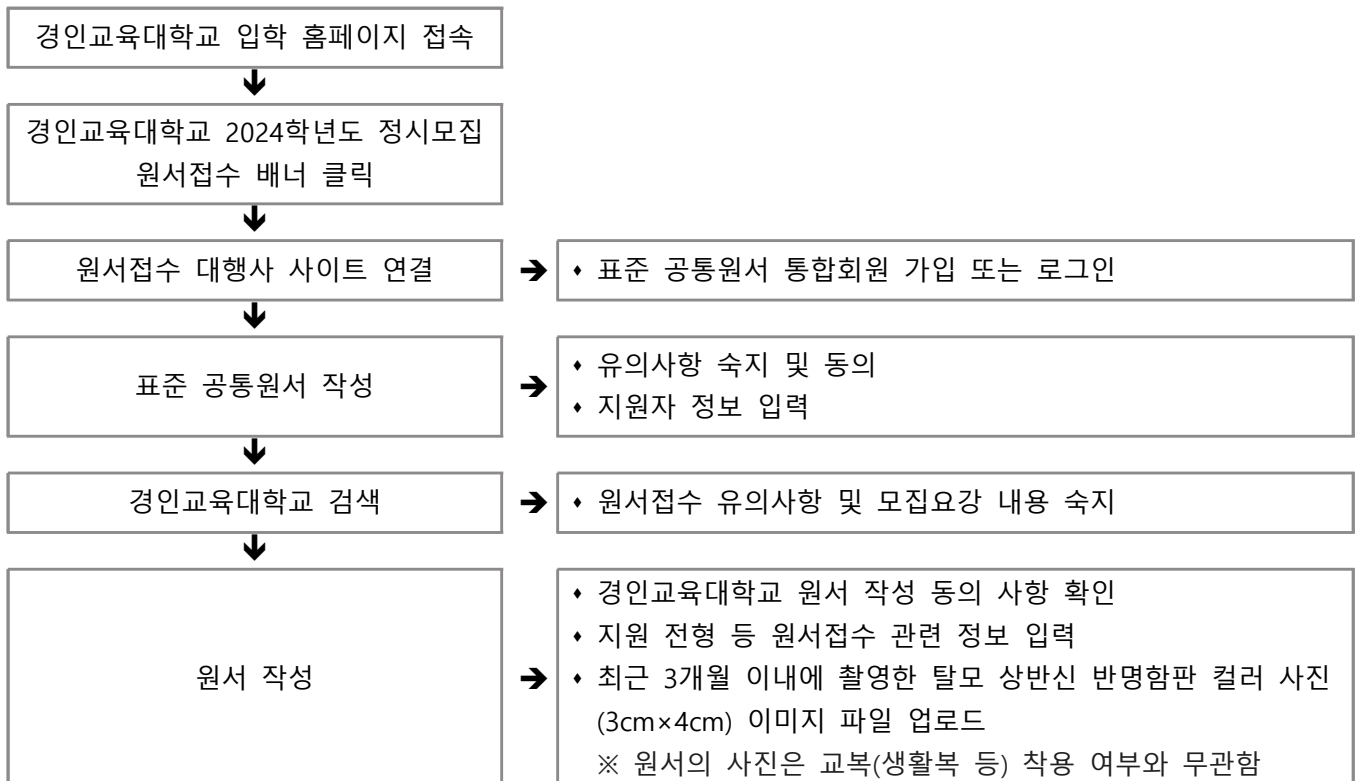 경인교육대학교 입학 홈페이지 접속
경인교육대학교 2024학년도 정시모집
원서접수 배너 클릭
원서접수 대행사 사이트 연결
• 표준 공통원서 통합회원 가입 또는 로그인
표준 공통원서 작성
• 유의사항 숙지 및 동의
• 지원자 정보 입력
경인교육대학교 검색
• 원서접수 유의사항 및 모집요강 내용 숙지
원서 작성
• 경인교육대학교 원서 작성 동의 사항 확인
• 지원 전형 등 원서접수 관련 정보 입력
• 최근 3개월 이내에 촬영한 탈모 상반신 반명함판 컬러 사진
(3cm×4cm) 이미지 파일 업로드
※ 원서의 사진은 교복(생활복 등) 착용 여부와 무관함